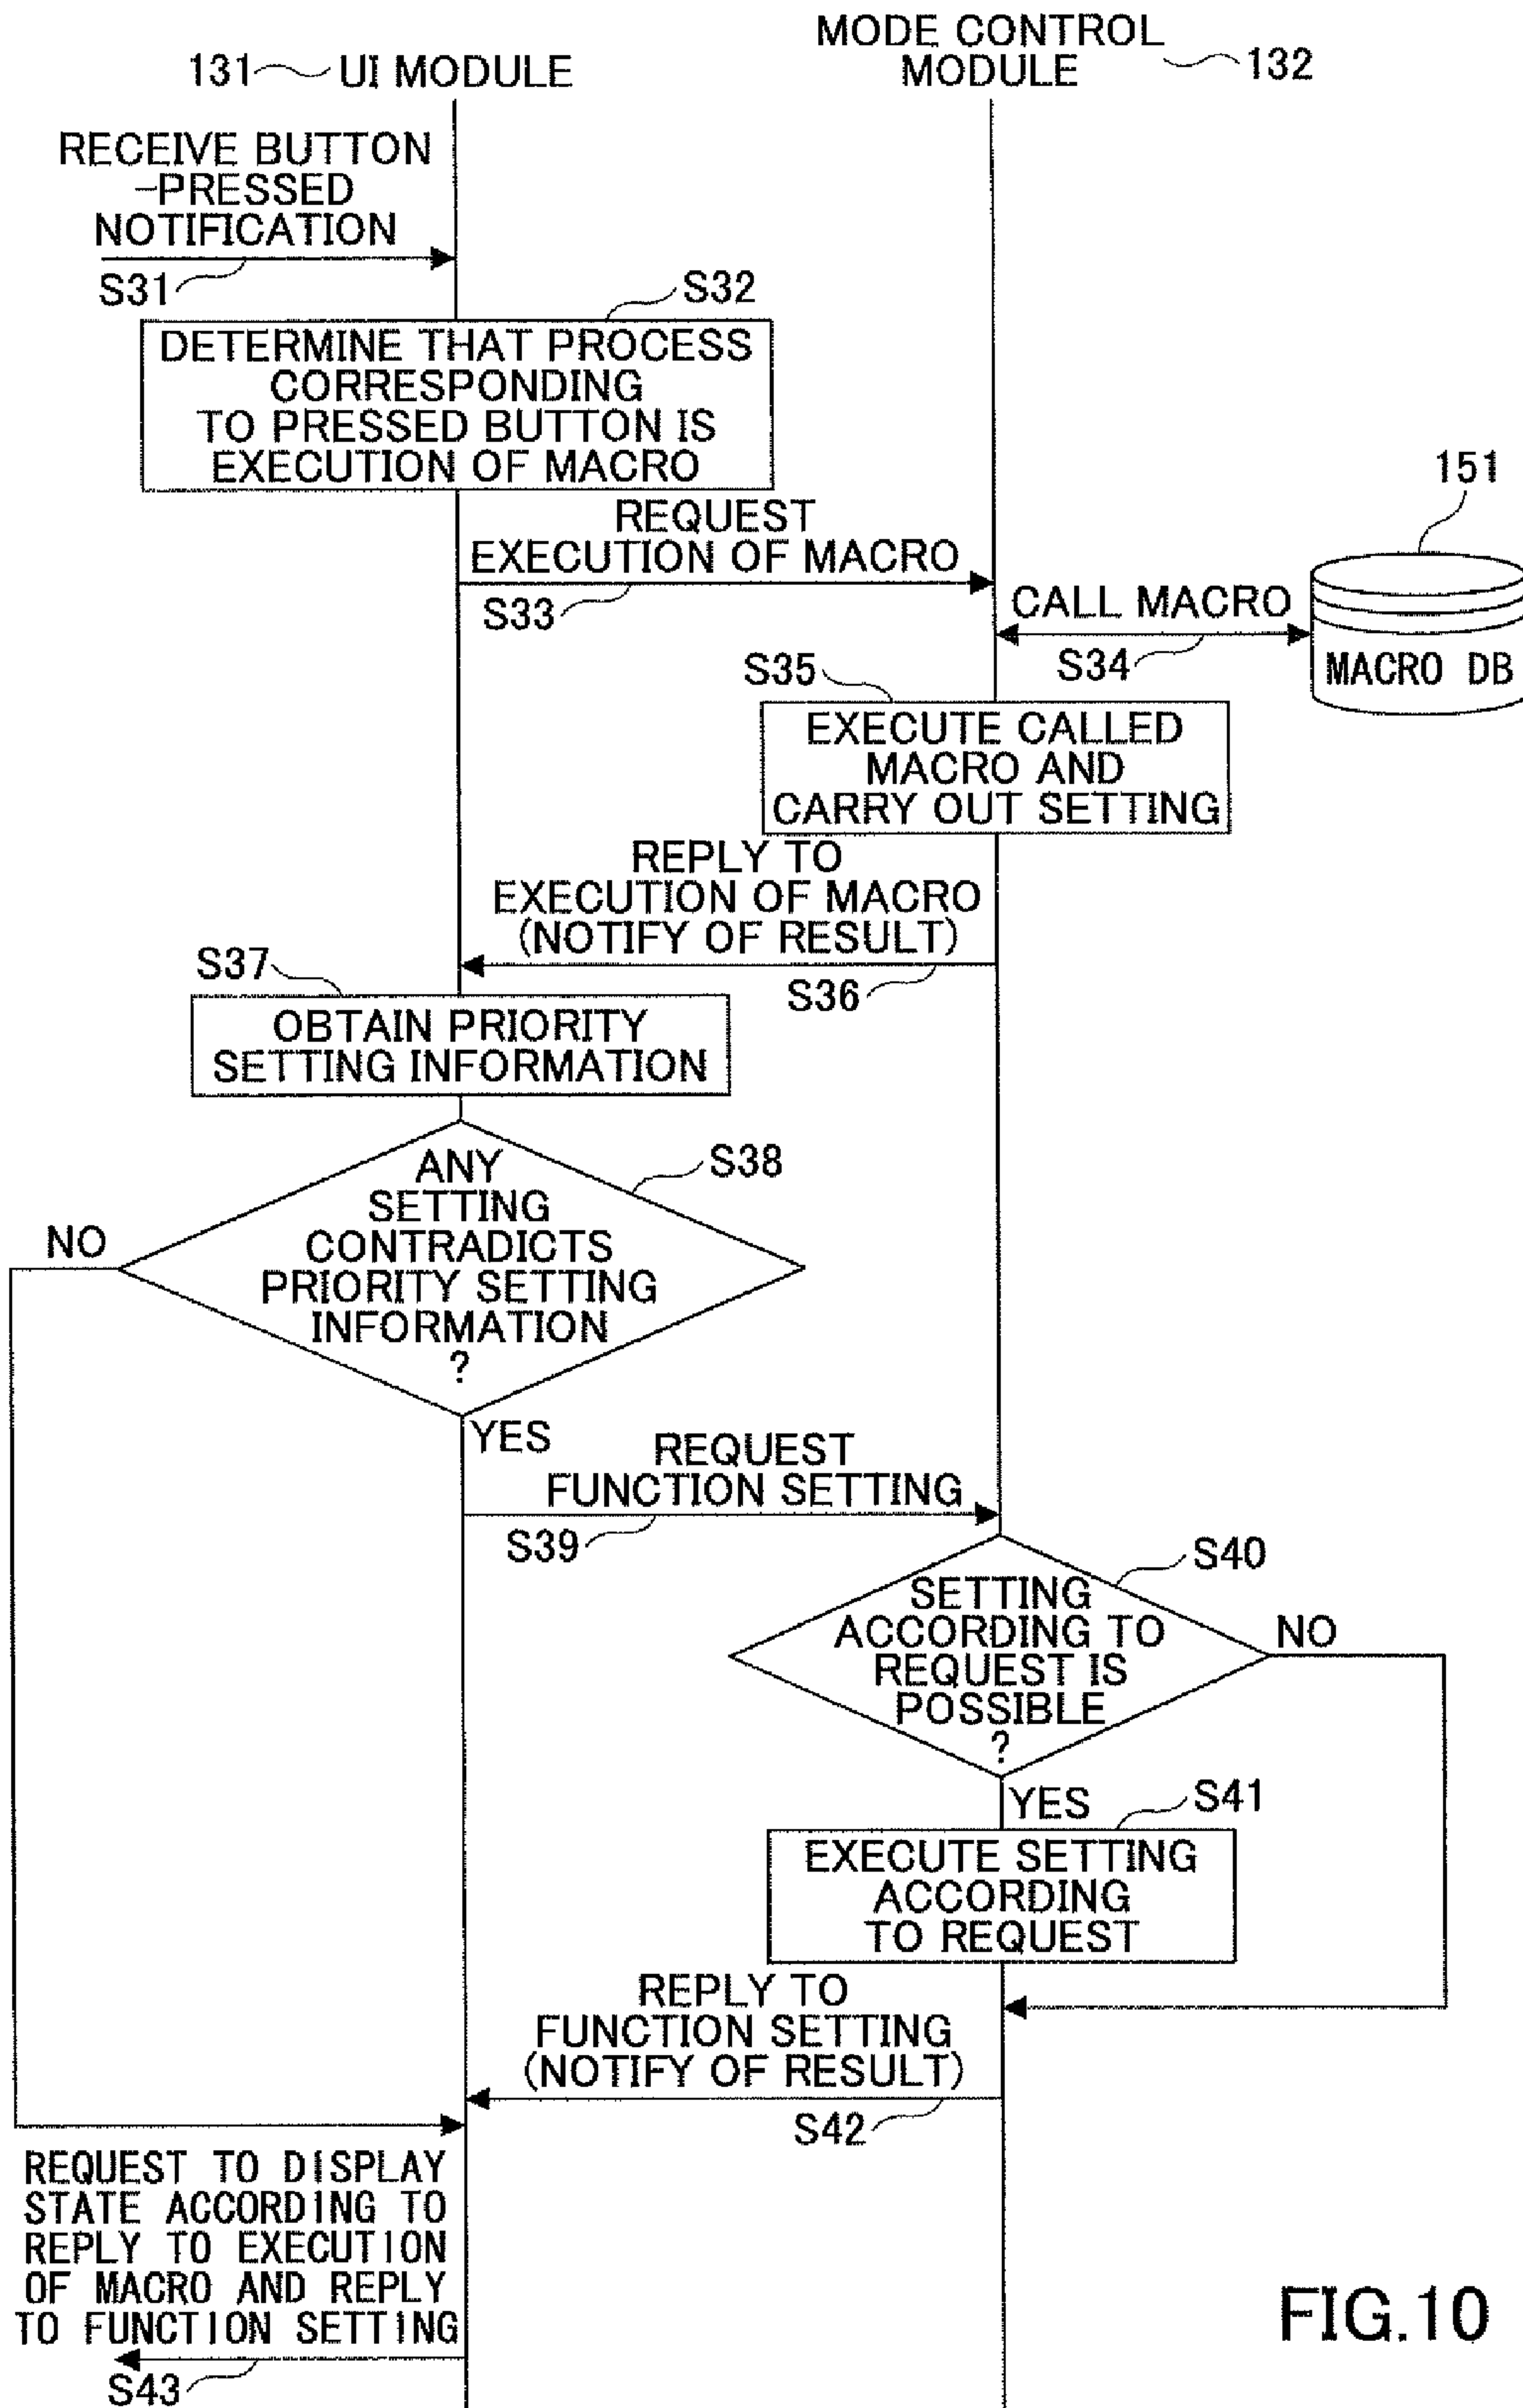 MODE CONTROL
MODULE
132
131
UI MODULE
RECEIVE BUTTON
-PRESSED
NOTIFICATION
S31
S32
DETERMINE THAT PROCESS
CORRESPONDING
TO PRESSED BUTTON IS
EXECUTION OF MACRO
REQUEST
EXECUTION OF MACRO
S33
151
CALL MACRO
S34
MACRO DB
S35
EXECUTE CALLED
MACRO AND
CARRY OUT SETTING
REPLY TO
EXECUTION OF MACRO
(NOTIFY OF RESULT)
S36
S37
OBTAIN PRIORITY
SETTING INFORMATION
S38
ANY
SETTING
CONTRADICTS
PRIORITY SETTING
INFORMATION
?
NO
YES
REQUEST
FUNCTION SETTING
S39
S40
SETTING
ACCORDING TO
REQUEST IS
POSSIBLE
?
NO
YES
S41
EXECUTE SETTING
ACCORDING
TO REQUEST
REPLY TO
FUNCTION SETTING
(NOTIFY OF RESULT)
S42
REQUEST TO DISPLAY
STATE ACCORDING TO
REPLY TO EXECUTION
OF MACRO AND REPLY
TO FUNCTION SETTING
S43
FIG.10